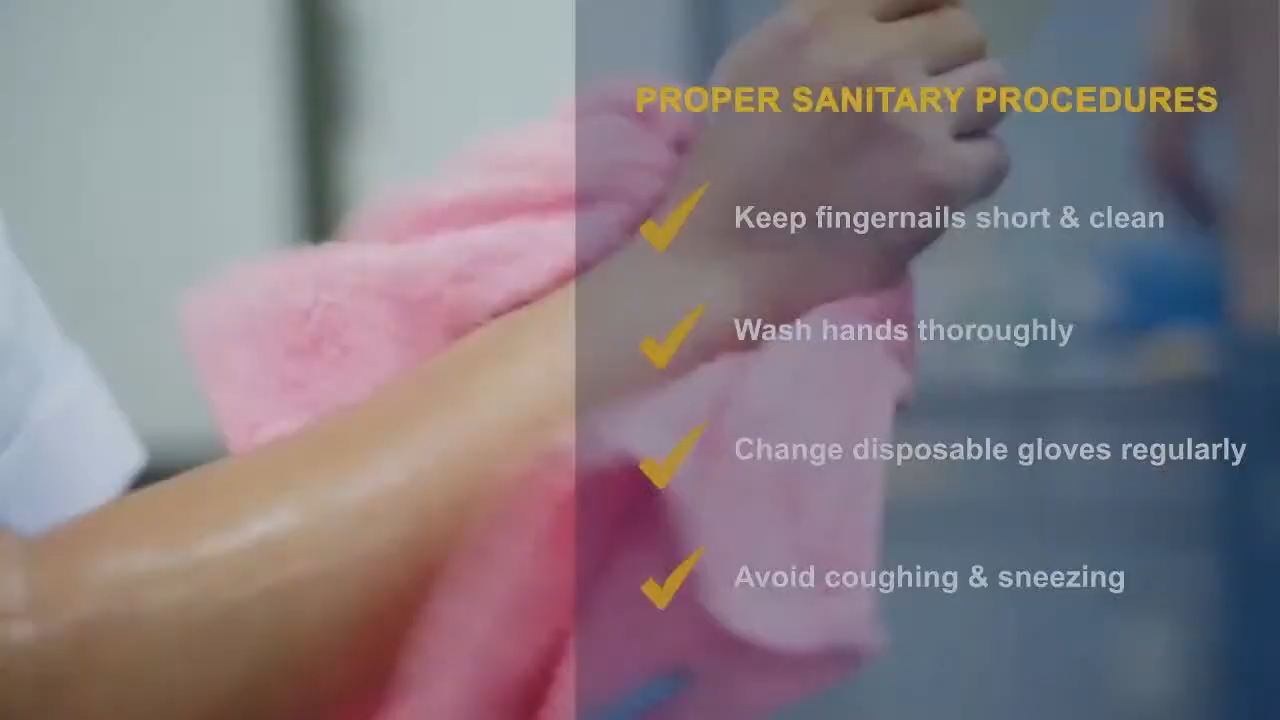 PROPER SANITARY PROCEDURES
Keep fingernails short & clean
Wash hands thoroughly
Change disposable gloves regularly
Avoid coughing & sneezing